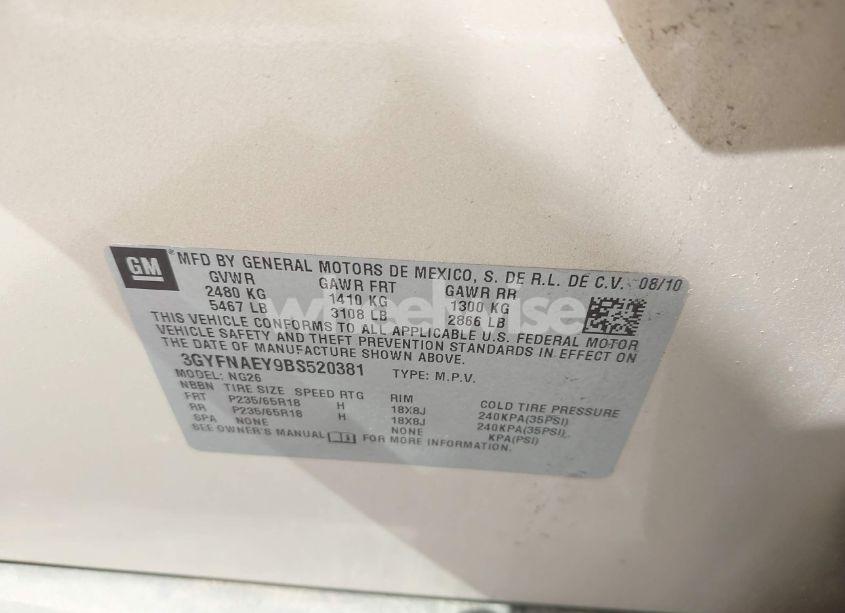 GM
MFD BY GENERAL MOTORS DE MEXICO, S. DE R.L. DE C.V. 08/10
GVWR GAWR FRT GAWR RR
2480 KG 1410 KG 1300 KG
5467 LB 3108 LB 2866 LB
THIS VEHICLE CONFORMS TO ALL APPLICABLE U.S. FEDERAL MOTOR
VEHICLE SAFETY AND THEFT PREVENTION STANDARDS IN EFFECT ON
THE DATE OF MANUFACTURE SHOWN ABOVE.
3GYFNAEY9BS520381 TYPE: M.P.V.
MODEL: NG26
NBBN TIRE SIZE SPEED RTG RIM COLD TIRE PRESSURE
FRT P235/65R18 H 18X8J 240KPA(35PSI)
RR P235/65R18 H 18X8J 240KPA(35PSI)
SPA NONE NONE KPA(PSI)
SEE OWNER'S MANUAL FOR MORE INFORMATION.